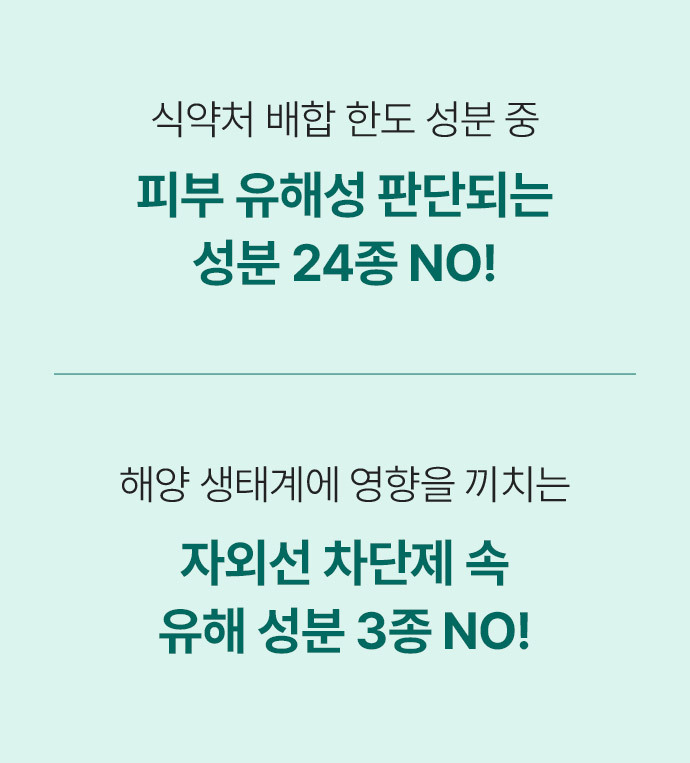 식약처 배합 한도 성분 중
피부 유해성 판단되는
성분 24종 NO!
해양 생태계에 영향을 끼치는
자외선 차단제 속
유해 성분 3종 NO!